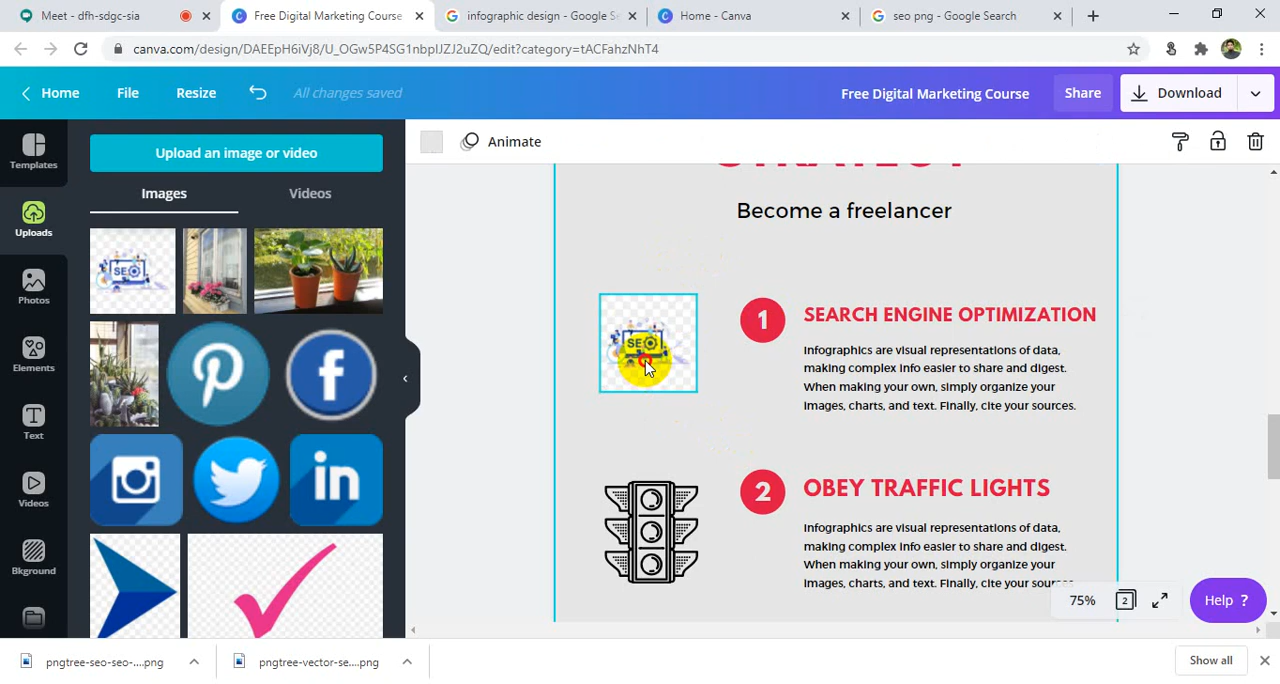 Meet - dfh-sdgc-sia
Free Digital Marketing Course
infographic design - Google S
Home - Canva
seo png - Google Search
canva.com/design/DAEEpH6iVj8/U_OGw5P4SG1nbpIJZJ2uZQ/edit?category=tACFahzNhT4
Home
File
Resize
All changes saved
Free Digital Marketing Course
Share
Download
Templates
Uploads
Photos
Elements
Text
Videos
Bkground
Upload an image or video
Images
Videos
SEO
Animate
Become a freelancer
SEO
1
SEARCH ENGINE OPTIMIZATION
Infographics are visual representations of data,
making complex info easier to share and digest.
When making your own, simply organize your
images, charts, and text. Finally, cite your sources.
2
OBEY TRAFFIC LIGHTS
Infographics are visual representations of data,
making complex info easier to share and digest.
When making your own, simply organize your
images, charts, and text. Finally, cite your sources.
75%
2
Help ?
pngtree-seo-seo-....png
pngtree-vector-se....png
Show all